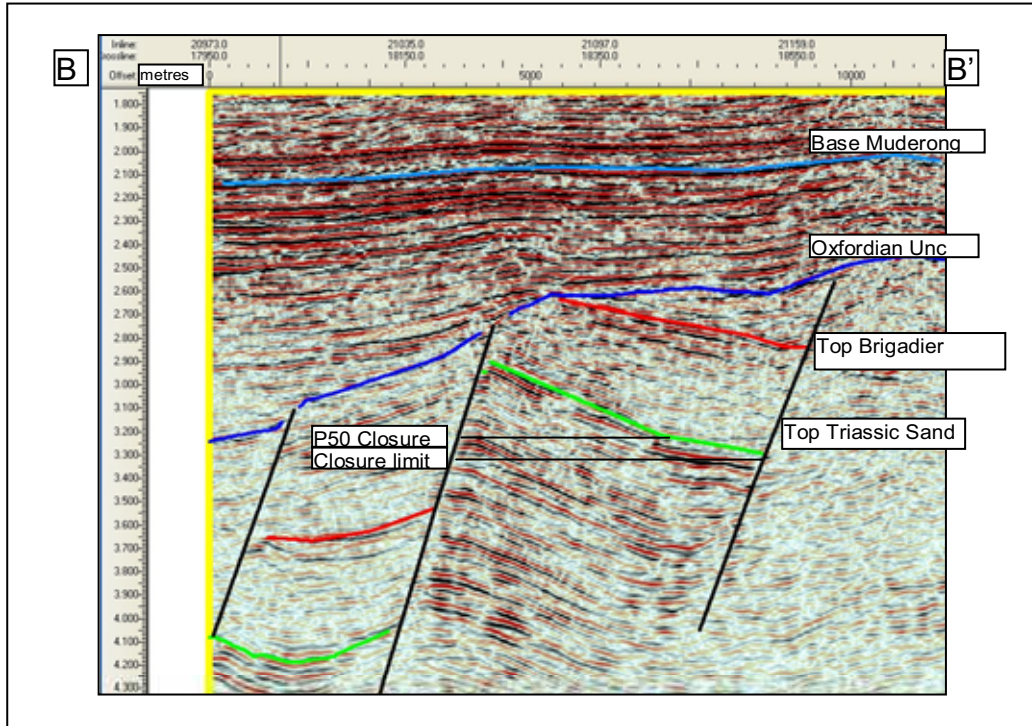 Inline: 20973.0 21035.0 21097.0 21159.0
rossline: 17950.0 18150.0 18350.0 18550.0
B B'
Offset metres 0 5000 10000
1.800
1.900
2.000
Base Muderong
2.100
2.200
2.300
2.400
Oxfordian Unc
2.500
2.600
2.700
2.800
Top Brigadier
2.900
3.000
3.100
3.200
Top Triassic Sand
P50 Closure
3.300
Closure limit
3.400
3.500
3.600
3.700
3.800
3.900
4.000
4.100
4.200
4.300